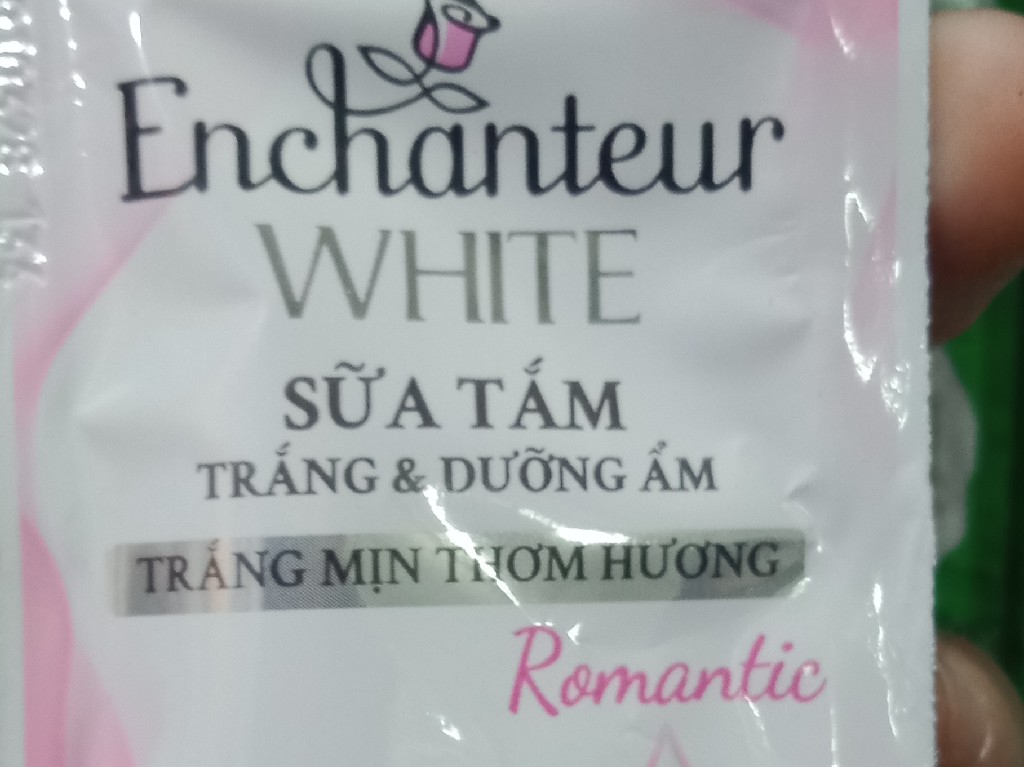 Enchanteur
WHITE
SỮA TẮM
TRẮNG & DƯỠNG ẨM
TRẮNG MỊN THƠM HƯƠNG
Romantic